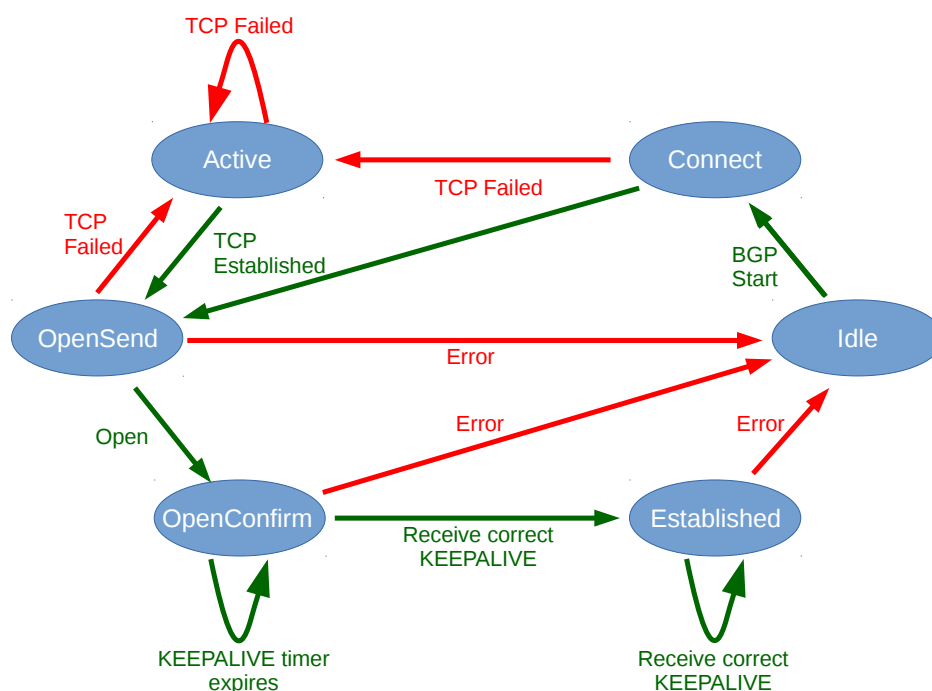 TCP Failed
Active
Connect
TCP Failed
TCP
Failed
TCP
Established
BGP
Start
OpenSend
Idle
Error
Error
Error
Open
OpenConfirm
Established
Receive correct
KEEPALIVE
KEEPALIVE timer
expires
Receive correct
KEEPALIVE